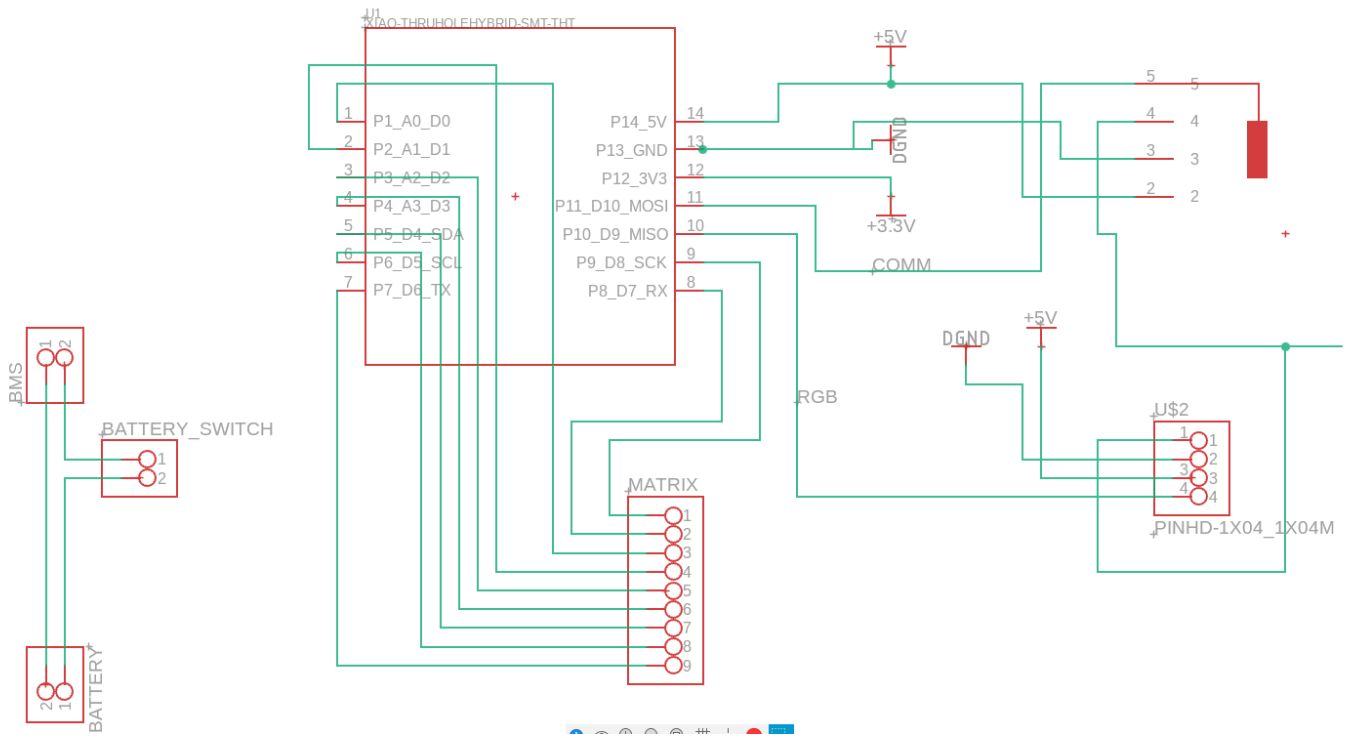 U1
XIAO-THRUHOLEHYBRID-SMT-THT
1 P1_A0_D0
2 P2_A1_D1
3 P3_A2_D2
4 P4_A3_D3
5 P5_D4_SDA
6 P6_D5_SCL
7 P7_D6_TX
P14_5V 14
P13_GND 13
P12_3V3 12
P11_D10_MOSI 11
P10_D9_MISO 10
P9_D8_SCK 9
P8_D7_RX 8
+5V
DGND
+3.3V
COMM
RGB
5 5
4 4
3 3
2 2
BMS
1 2
BATTERY_SWITCH
1
2
BATTERY
2 1
MATRIX
1
2
3
4
5
6
7
8
9
DGND
+5V
U$2
1 1
2
3 3
4 4
PINHD-1X04_1X04M